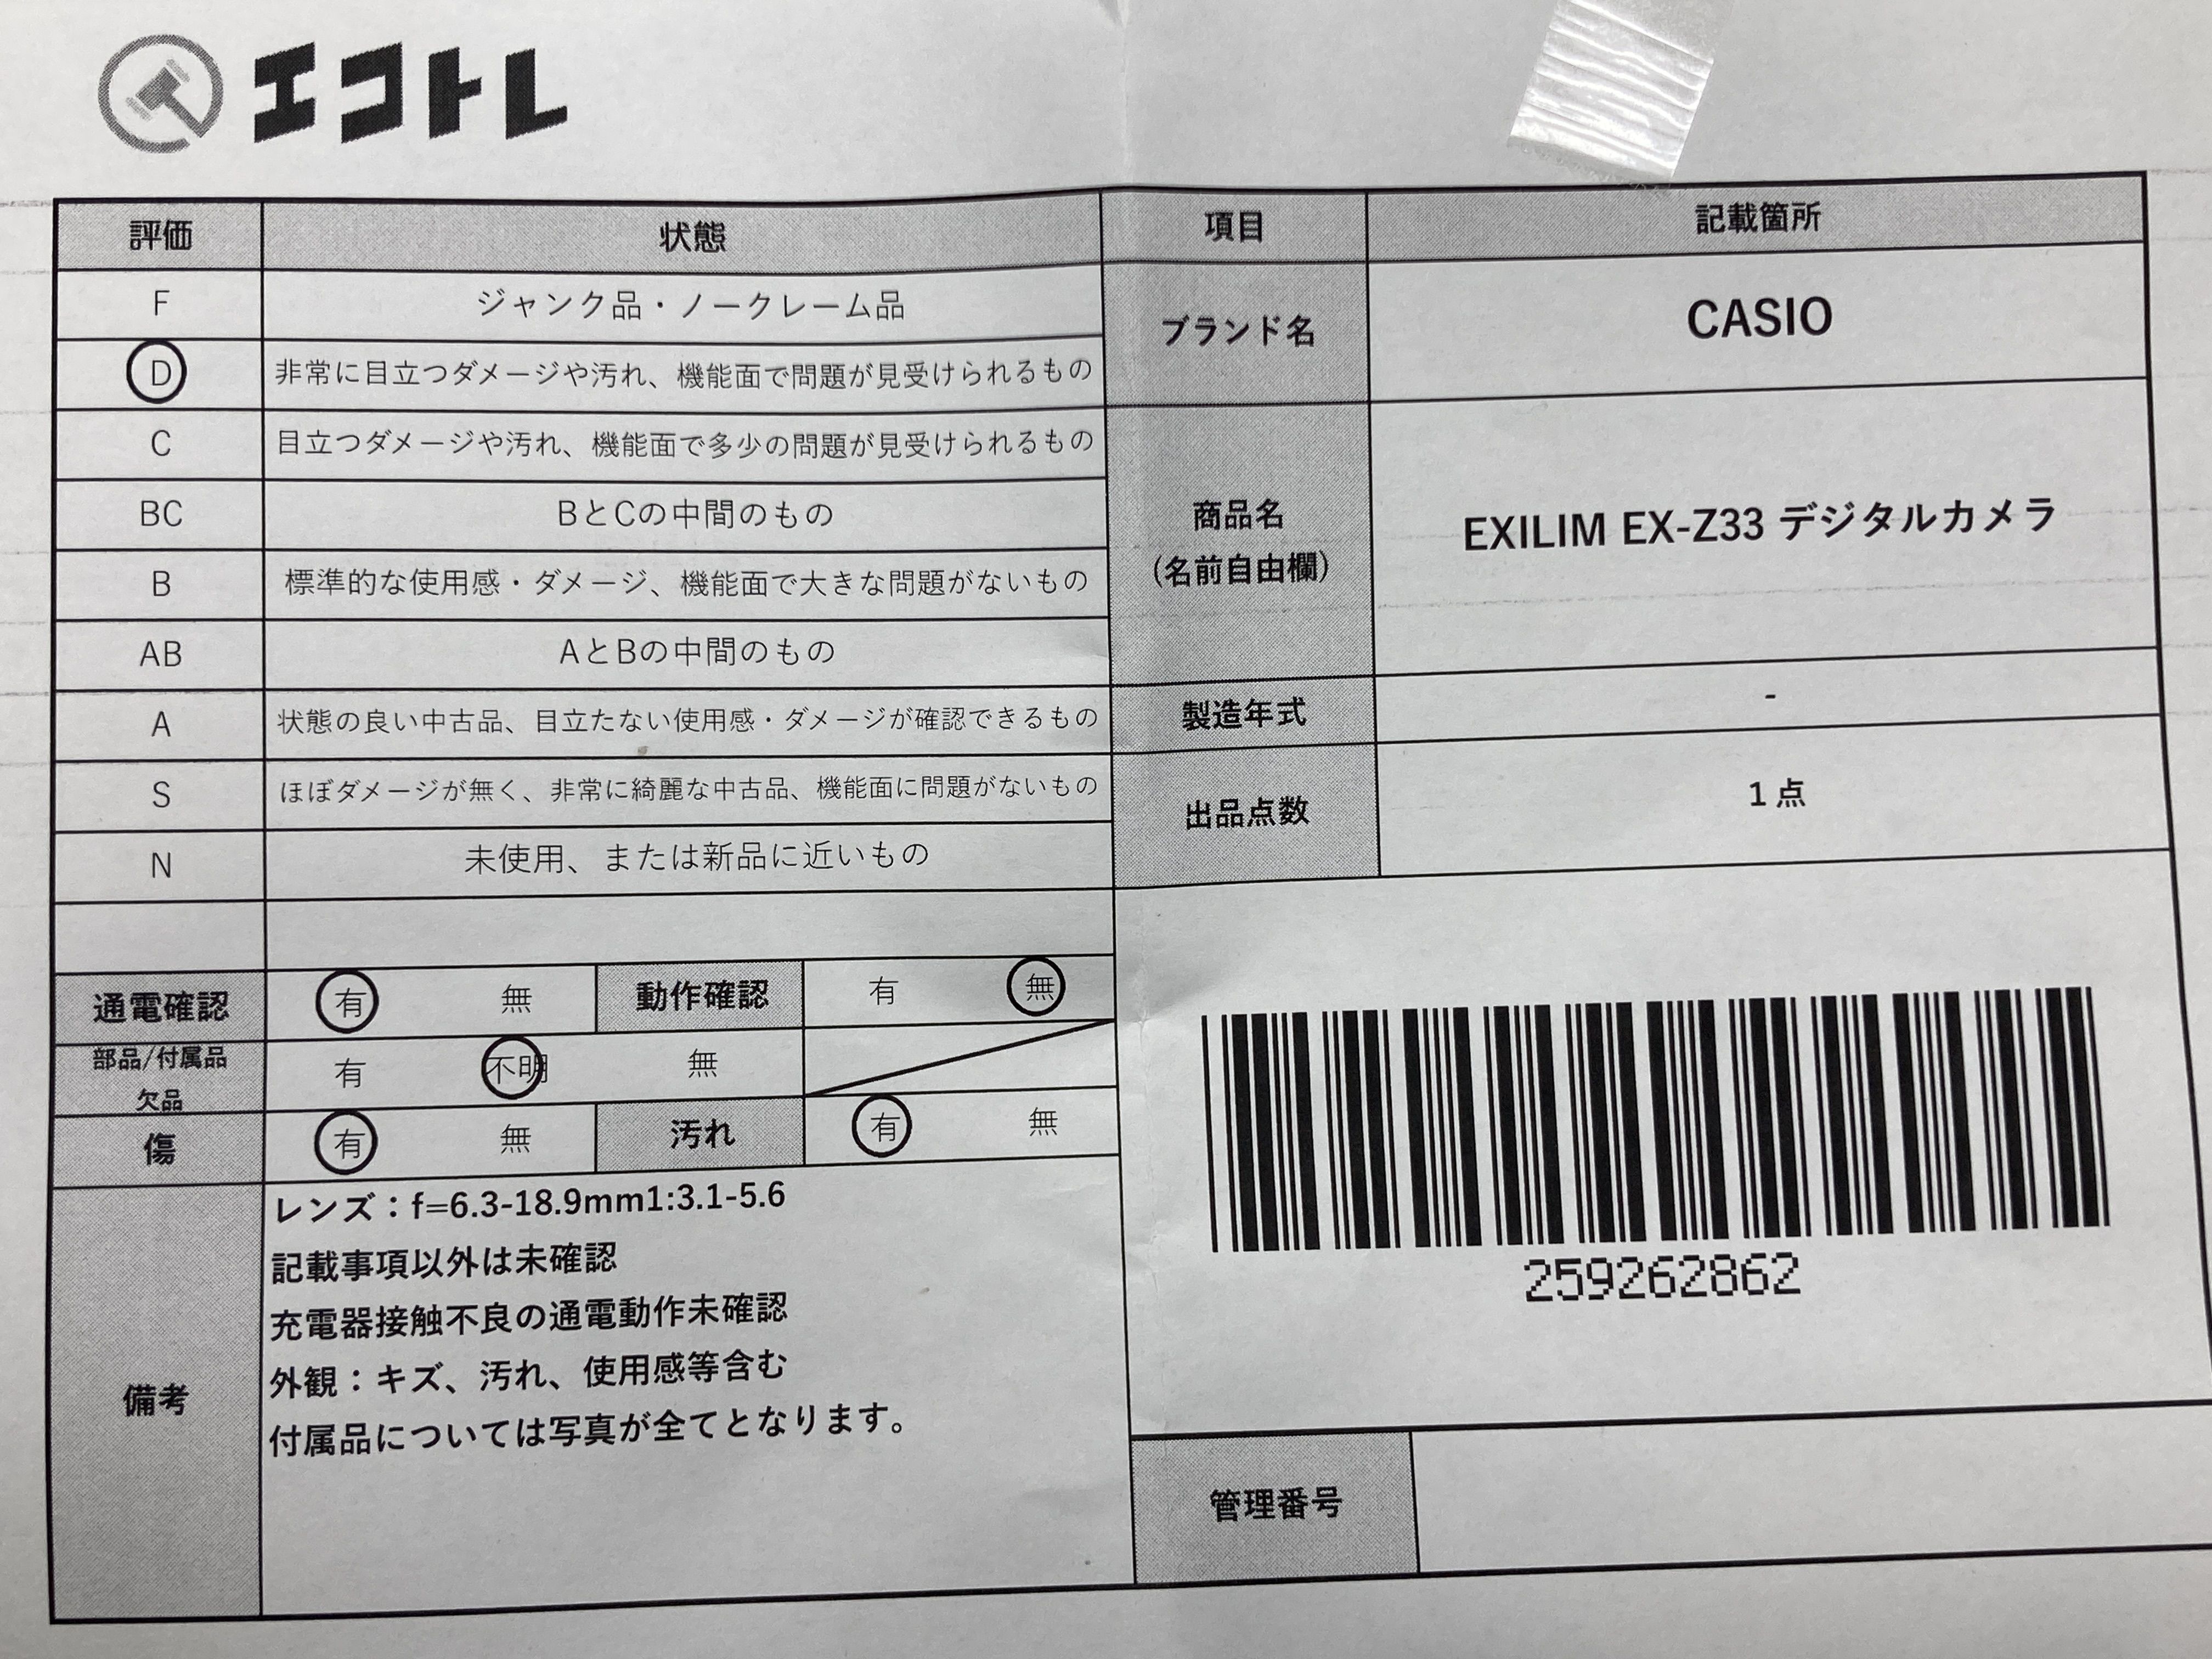 エコトレ
評価 状態
F ジャンク品・ノークレーム品
D 非常に目立つダメージや汚れ、機能面で問題が見受けられるもの
C 目立つダメージや汚れ、機能面で多少の問題が見受けられるもの
BC BとCの中間のもの
B 標準的な使用感・ダメージ、機能面で大きな問題がないもの
AB AとBの中間のもの
A 状態の良い中古品、目立たない使用感・ダメージが確認できるもの
S ほぼダメージが無く、非常に綺麗な中古品、機能面に問題がないもの
N 未使用、または新品に近いもの
通電確認 有 無 動作確認 有 無
部品/付属品
欠品
有 不明 無
傷 有 無 汚れ 有 無
備考
レンズ：f=6.3-18.9mm1:3.1-5.6
記載事項以外は未確認
充電器接触不良の通電動作未確認
外観：キズ、汚れ、使用感等含む
付属品については写真が全てとなります。
項目 記載箇所
ブランド名 CASIO
商品名
(名前自由欄)
EXILIM EX-Z33 デジタルカメラ
製造年式 -
出品点数 1 点
259262862
管理番号